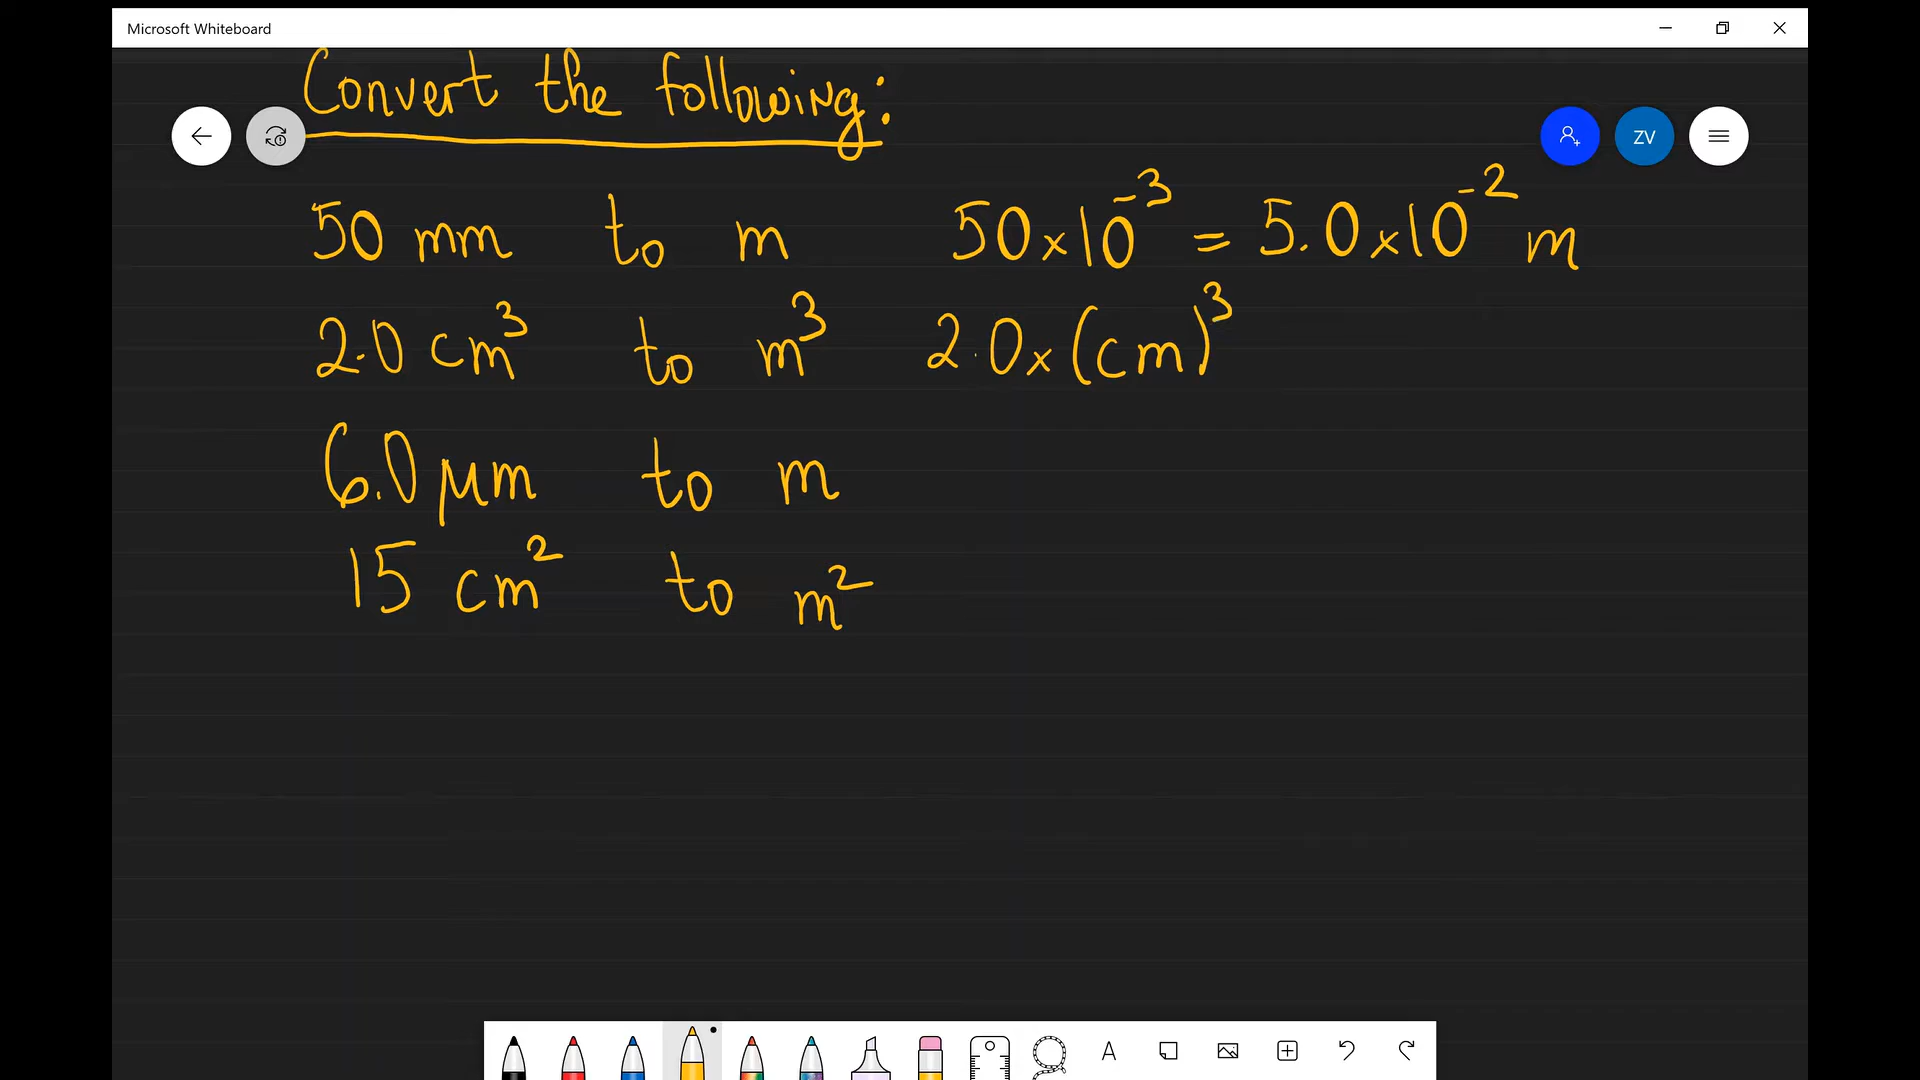 Microsoft Whiteboard
Convert the following:
ZV
50 mm to m 50×10⁻³ = 5.0×10⁻² m
2.0 cm³ to m³ 2.0×(cm)³
6.0 μm to m
15 cm² to m²
A